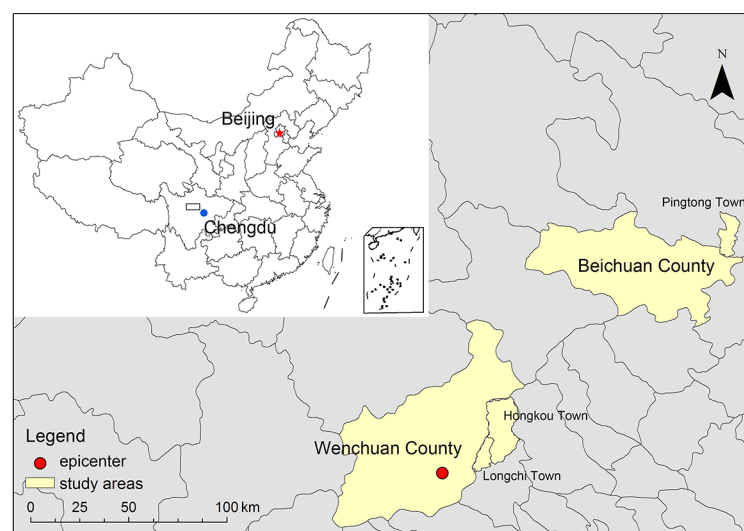 Beijing
Chengdu
N
Pingtong Town
Beichuan County
Hongkou Town
Wenchuan County
Longchi Town
Legend
epicenter
study areas
0 25 50 100 km